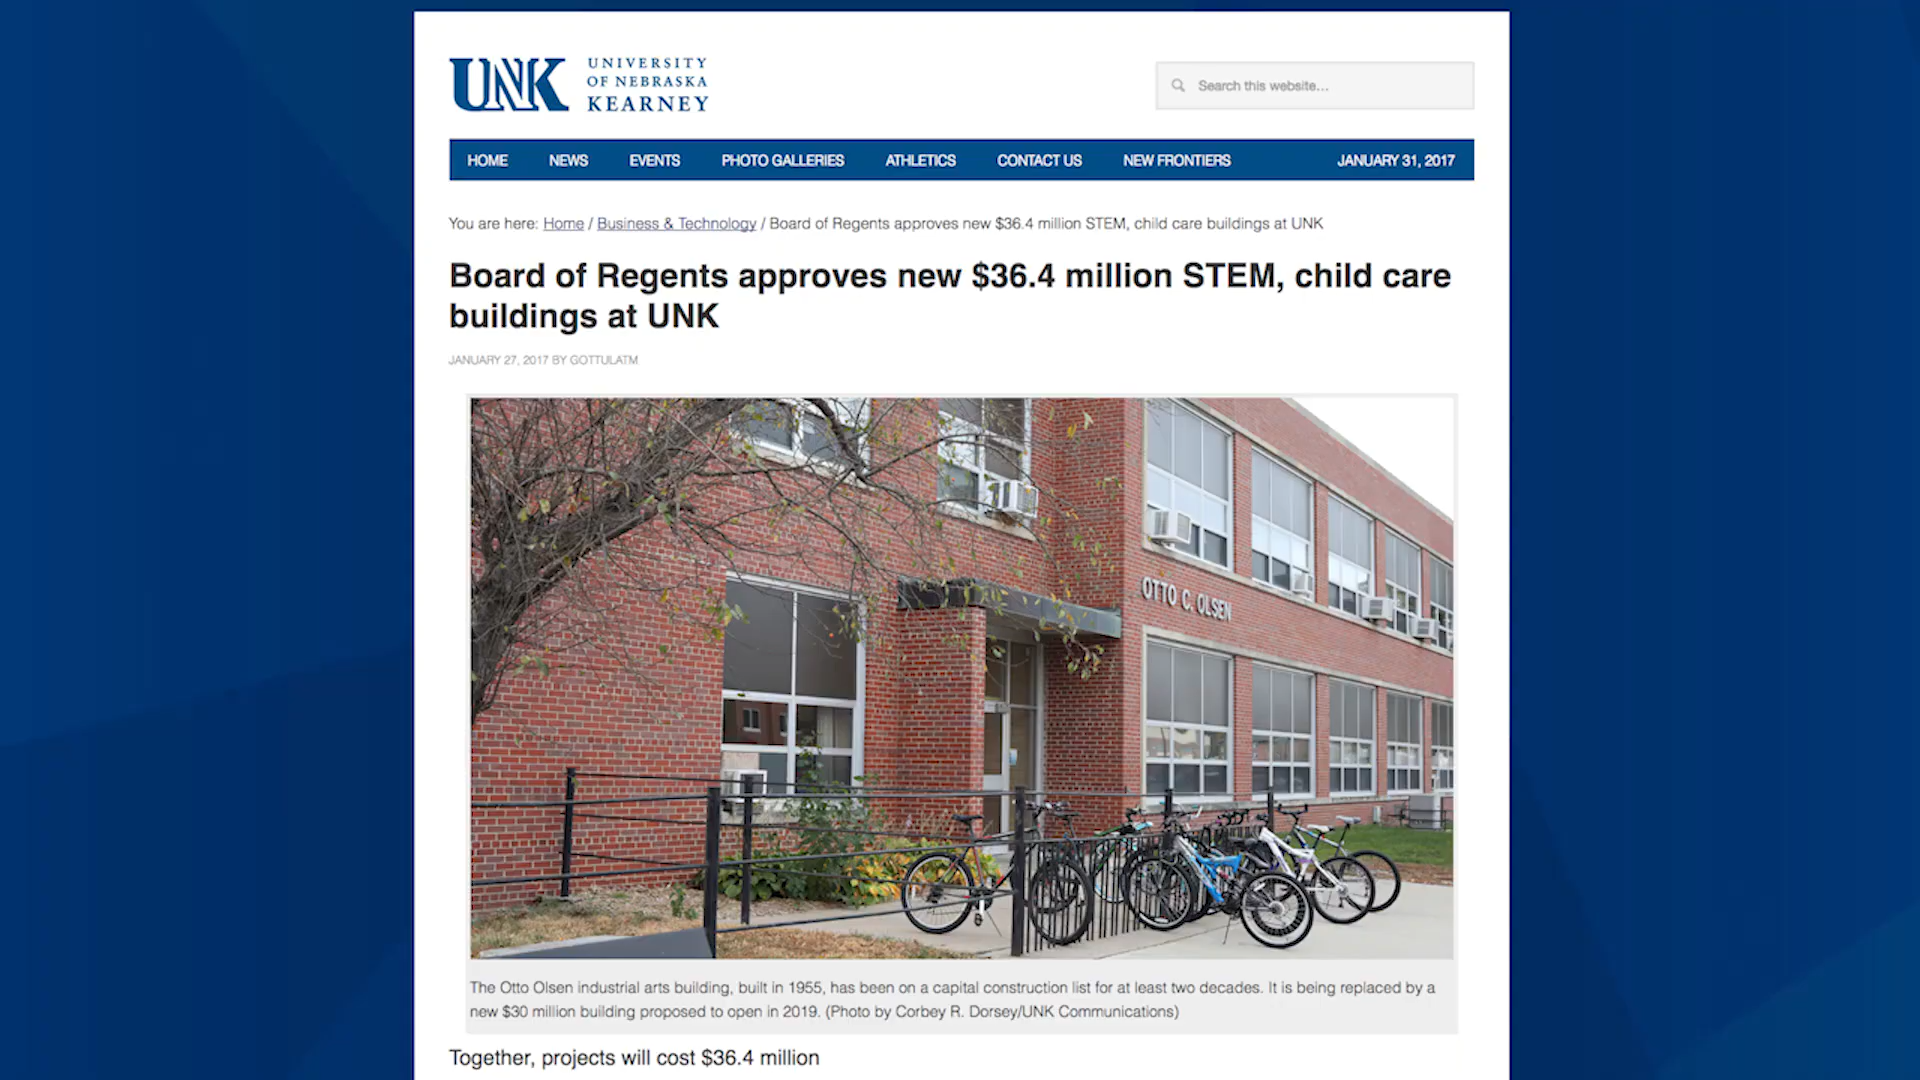 UNK
UNIVERSITY
OF NEBRASKA
KEARNEY
Search this website...
HOME NEWS EVENTS PHOTO GALLERIES ATHLETICS CONTACT US NEW FRONTIERS JANUARY 31, 2017
You are here: Home / Business & Technology / Board of Regents approves new $36.4 million STEM, child care buildings at UNK
Board of Regents approves new $36.4 million STEM, child care
buildings at UNK
JANUARY 27, 2017 BY GOTTULATM
OTTO C. OLSEN
The Otto Olsen industrial arts building, built in 1955, has been on a capital construction list for at least two decades. It is being replaced by a
new $30 million building proposed to open in 2019. (Photo by Corbey R. Dorsey/UNK Communications)
Together, projects will cost $36.4 million